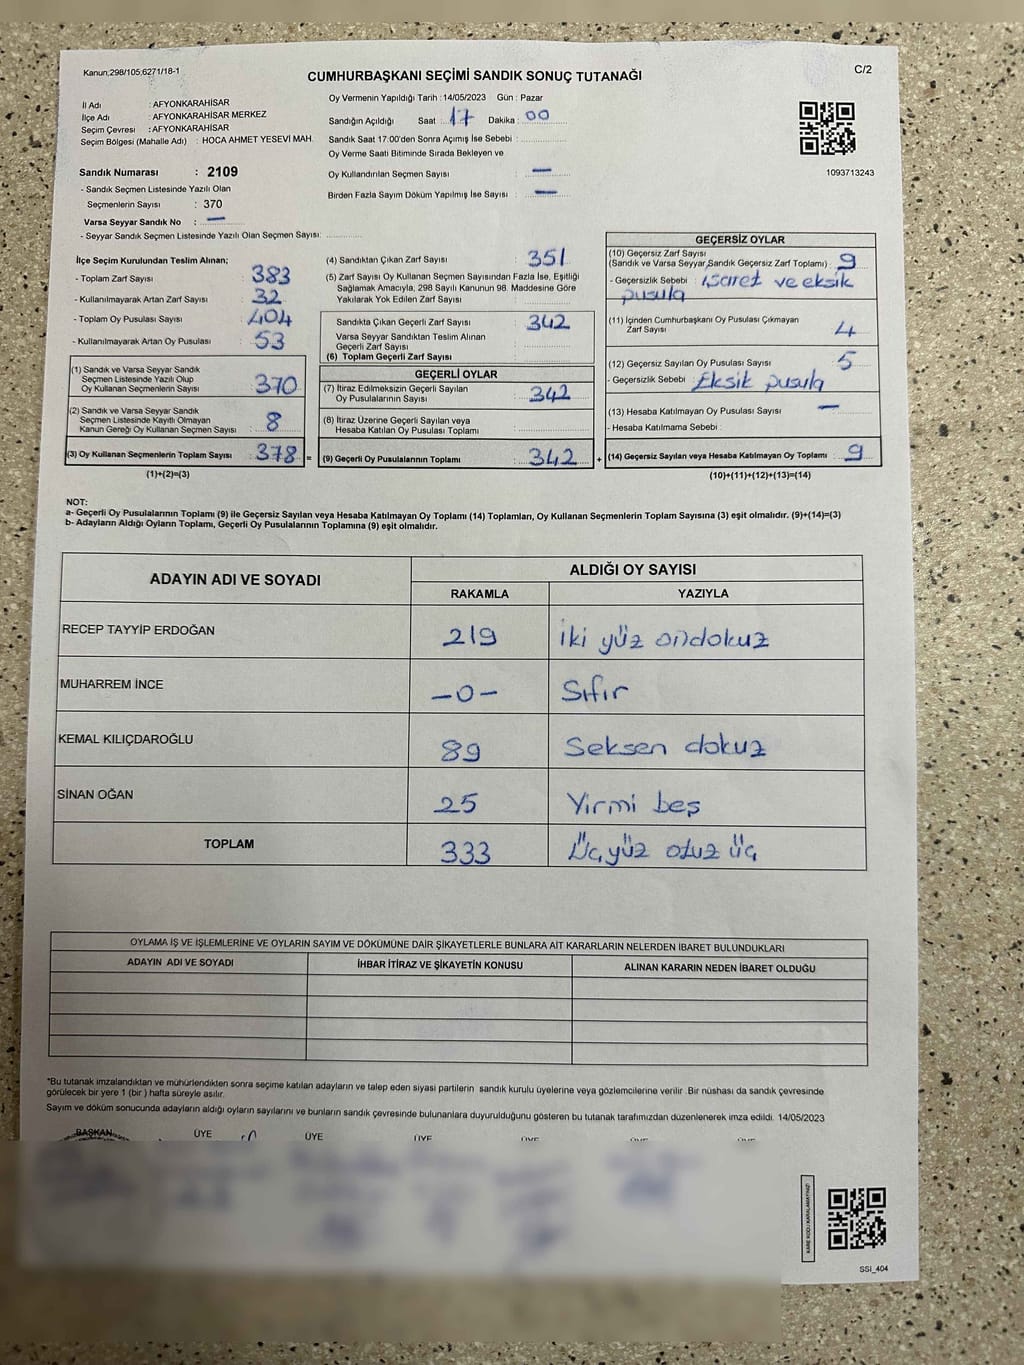 Kanun;298/105;6271/18-1
CUMHURBAŞKANI SEÇİMİ SANDIK SONUÇ TUTANAĞI
C/2
İl Adı : AFYONKARAHİSAR
İlçe Adı : AFYONKARAHİSAR MERKEZ
Seçim Çevresi : AFYONKARAHİSAR
Seçim Bölgesi (Mahalle Adı) : HOCA AHMET YESEVİ MAH.
Oy Vermenin Yapıldığı Tarih : 14/05/2023 Gün : Pazar
Sandığın Açıldığı Saat : 17 Dakika : 00
Sandık Saat 17:00'den Sonra Açımış İse Sebebi :
Oy Verme Saati Bitiminde Sırada Bekleyen ve
Oy Kullandırılan Seçmen Sayısı : —
Birden Fazla Sayım Döküm Yapılmış İse Sayısı : —
1093713243
Sandık Numarası : 2109
- Sandık Seçmen Listesinde Yazılı Olan
Seçmenlerin Sayısı : 370
Varsa Seyyar Sandık No : —
- Seyyar Sandık Seçmen Listesinde Yazılı Olan Seçmen Sayısı:
İlçe Seçim Kurulundan Teslim Alınan;
- Toplam Zarf Sayısı : 383
- Kullanılmayarak Artan Zarf Sayısı : 32
- Toplam Oy Pusulası Sayısı : 404
- Kullanılmayarak Artan Oy Pusulası : 53
(1) Sandık ve Varsa Seyyar Sandık
Seçmen Listesinde Yazılı Olup
Oy Kullanan Seçmenlerin Sayısı : 370
(2) Sandık ve Varsa Seyyar Sandık
Seçmen Listesinde Kayıtlı Olmayan
Kanun Gereği Oy Kullanan Seçmen Sayısı : 8
(3) Oy Kullanan Seçmenlerin Toplam Sayısı : 378 =
(1)+(2)=(3)
(4) Sandıktan Çıkan Zarf Sayısı : 351
(5) Zarf Sayısı Oy Kullanan Seçmen Sayısından Fazla İse, Eşitliği
Sağlamak Amacıyla, 298 Sayılı Kanunun 98. Maddesine Göre
Yakılarak Yok Edilen Zarf Sayısı :
Sandıkta Çıkan Geçerli Zarf Sayısı : 342
Varsa Seyyar Sandıktan Teslim Alınan
Geçerli Zarf Sayısı :
(6) Toplam Geçerli Zarf Sayısı :
GEÇERLİ OYLAR
(7) İtiraz Edilmeksizin Geçerli Sayılan
Oy Pusulalarının Sayısı : 342
(8) İtiraz Üzerine Geçerli Sayılan veya
Hesaba Katılan Oy Pusulası Toplamı :
(9) Geçerli Oy Pusulalarının Toplamı : 342 +
GEÇERSİZ OYLAR
(10) Geçersiz Zarf Sayısı
(Sandık ve Varsa Seyyar Sandık Geçersiz Zarf Toplamı) : 9
- Geçersizlik Sebebi : işaret ve eksik
pusula
(11) İçinden Cumhurbaşkanı Oy Pusulası Çıkmayan
Zarf Sayısı : 4
(12) Geçersiz Sayılan Oy Pusulası Sayısı : 5
- Geçersizlik Sebebi : Eksik pusula
(13) Hesaba Katılmayan Oy Pusulası Sayısı : —
- Hesaba Katılmama Sebebi :
(14) Geçersiz Sayılan veya Hesaba Katılmayan Oy Toplamı : 9
(10)+(11)+(12)+(13)=(14)
NOT:
a- Geçerli Oy Pusulalarının Toplamı (9) ile Geçersiz Sayılan veya Hesaba Katılmayan Oy Toplamı (14) Toplamları, Oy Kullanan Seçmenlerin Toplam Sayısına (3) eşit olmalıdır. (9)+(14)=(3)
b- Adayların Aldığı Oyların Toplamı, Geçerli Oy Pusulalarının Toplamına (9) eşit olmalıdır.
ADAYIN ADI VE SOYADI
ALDIĞI OY SAYISI
RAKAMLA YAZIYLA
RECEP TAYYİP ERDOĞAN 219 İki yüz ondokuz
MUHARREM İNCE -0- Sıfır
KEMAL KILIÇDAROĞLU 89 Seksen dokuz
SİNAN OĞAN 25 Yirmi beş
TOPLAM 333 Üçyüz otuz üç
OYLAMA İŞ VE İŞLEMLERİNE VE OYLARIN SAYIM VE DÖKÜMÜNE DAİR ŞİKAYETLERLE BUNLARA AİT KARARLARIN NELERDEN İBARET BULUNDUKLARI
ADAYIN ADI VE SOYADI İHBAR İTİRAZ VE ŞİKAYETİN KONUSU ALINAN KARARIN NEDEN İBARET OLDUĞU
*Bu tutanak imzalandıktan ve mühürlendikten sonra seçime katılan adayların ve talep eden siyasi partilerin sandık kurulu üyelerine veya gözlemcilerine verilir. Bir nüshası da sandık çevresinde
görülecek bir yere 1 (bir ) hafta süreyle asılır.
Sayım ve döküm sonucunda adayların aldığı oyların sayılarını ve bunların sandık çevresinde bulunanlara duyurulduğunu gösteren bu tutanak tarafımızdan düzenlenerek imza edildi. 14/05/2023
BAŞKAN ÜYE ÜYE ÜYE ÜYE ÜYE ÜYE
KARE KODU KARALAMAYINIZ!
SSI_404